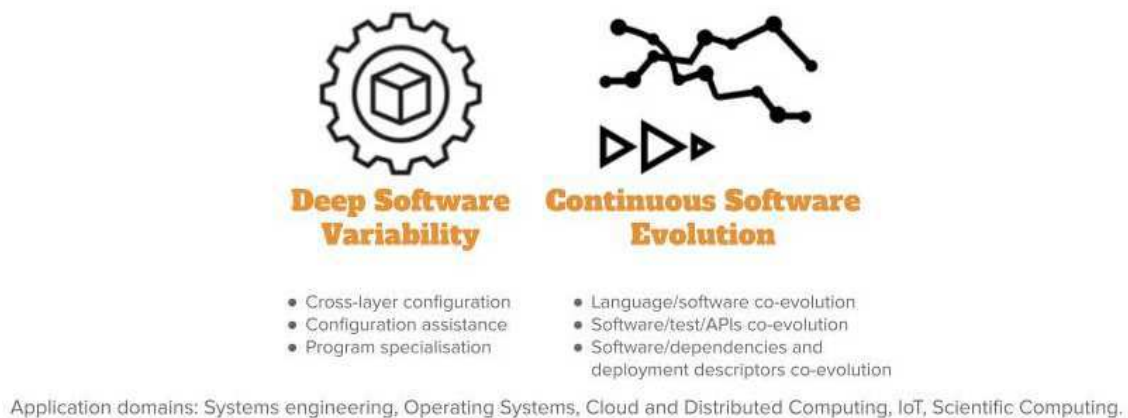 Deep Software
Variability
● Cross-layer configuration
● Configuration assistance
● Program specialisation
Continuous Software
Evolution
● Language/software co-evolution
● Software/test/APIs co-evolution
● Software/dependencies and
deployment descriptors co-evolution
Application domains: Systems engineering, Operating Systems, Cloud and Distributed Computing, IoT, Scientific Computing.